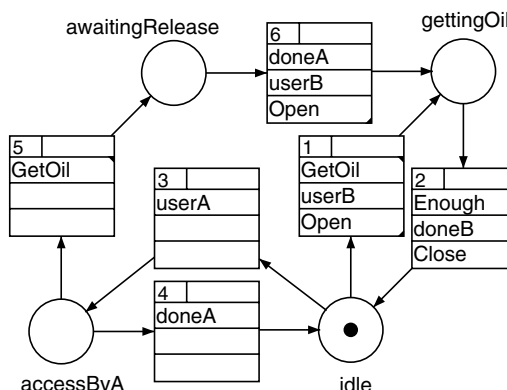 awaitingRelease
gettingOil
6
doneA
userB
Open
5
GetOil
3
userA
1
GetOil
userB
Open
2
Enough
doneB
Close
4
doneA
accessByA
idle